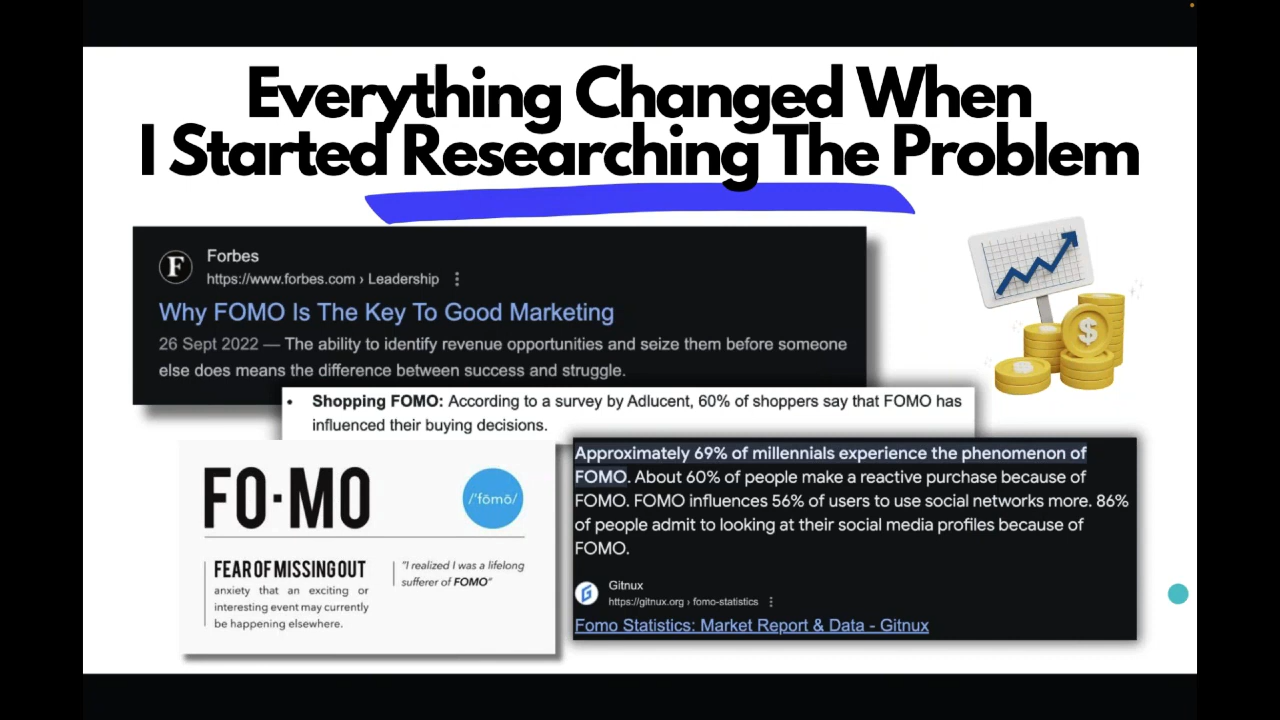 Everything Changed When
I Started Researching The Problem
F
Forbes
https://www.forbes.com › Leadership
Why FOMO Is The Key To Good Marketing
26 Sept 2022 — The ability to identify revenue opportunities and seize them before someone
else does means the difference between success and struggle.
$
• Shopping FOMO: According to a survey by Adlucent, 60% of shoppers say that FOMO has
influenced their buying decisions.
FO·MO
/'fōmō/
FEAR OF MISSING OUT
anxiety that an exciting or
interesting event may currently
be happening elsewhere.
"I realized I was a lifelong
sufferer of FOMO"
Approximately 69% of millennials experience the phenomenon of
FOMO. About 60% of people make a reactive purchase because of
FOMO. FOMO influences 56% of users to use social networks more. 86%
of people admit to looking at their social media profiles because of
FOMO.
Gitnux
https://gitnux.org › fomo-statistics
Fomo Statistics: Market Report & Data - Gitnux